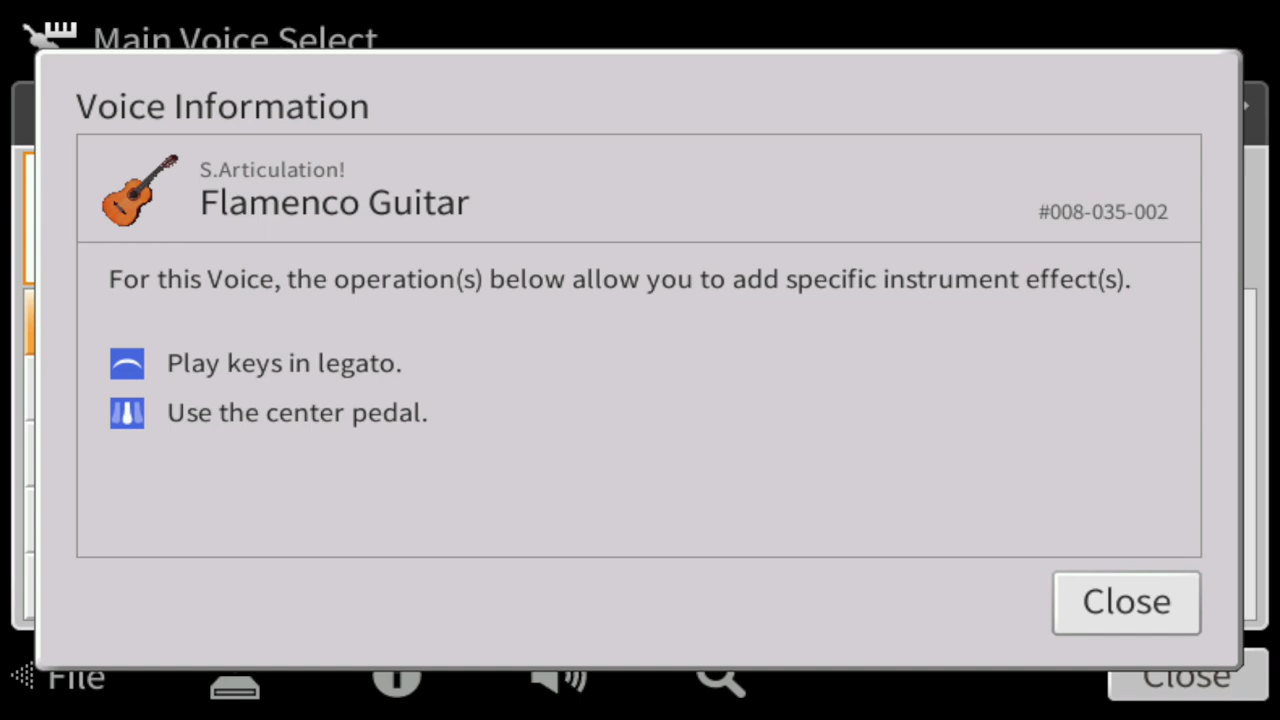 Main Voice Select
Voice Information
S.Articulation!
Flamenco Guitar
#008-035-002
For this Voice, the operation(s) below allow you to add specific instrument effect(s).
Play keys in legato.
Use the center pedal.
Close
File
Close